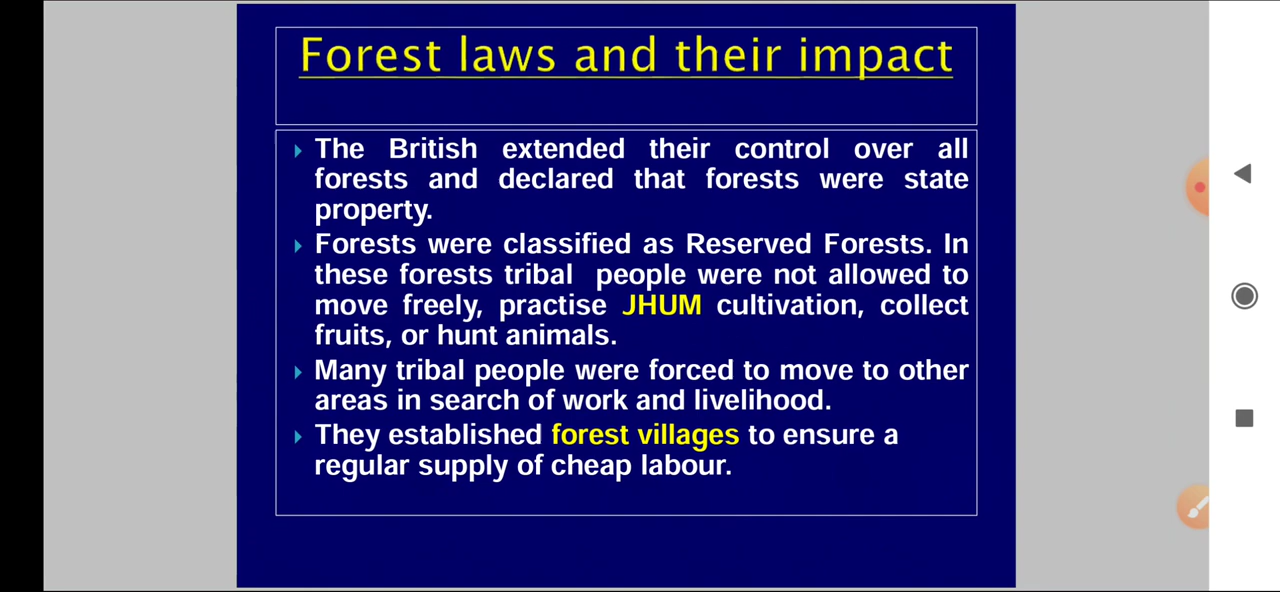 Forest laws and their impact
The British extended their control over all
forests and declared that forests were state
property.
Forests were classified as Reserved Forests. In
these forests tribal people were not allowed to
move freely, practise JHUM cultivation, collect
fruits, or hunt animals.
Many tribal people were forced to move to other
areas in search of work and livelihood.
They established forest villages to ensure a
regular supply of cheap labour.